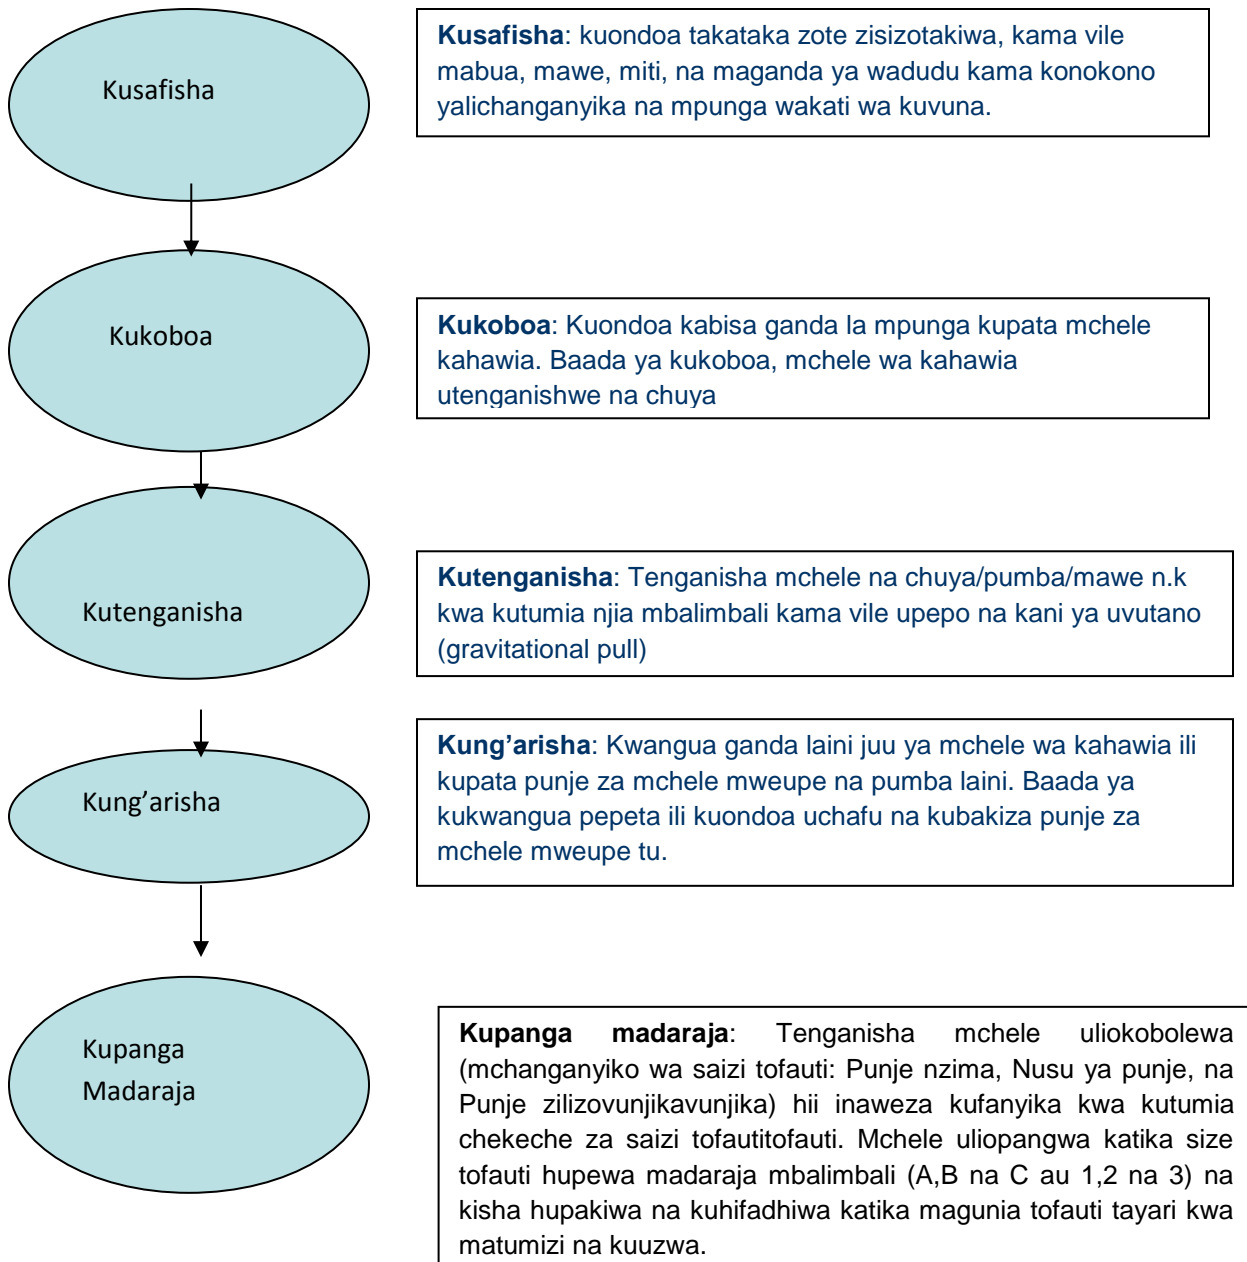 Kusafisha
Kusafisha: kuondoa takataka zote zisizotakiwa, kama vile
mabua, mawe, miti, na maganda ya wadudu kama konokono
yalichanganyika na mpunga wakati wa kuvuna.
Kukoboa
Kukoboa: Kuondoa kabisa ganda la mpunga kupata mchele
kahawia. Baada ya kukoboa, mchele wa kahawia
utenganishwe na chuya
Kutenganisha
Kutenganisha: Tenganisha mchele na chuya/pumba/mawe n.k
kwa kutumia njia mbalimbali kama vile upepo na kani ya uvutano
(gravitational pull)
Kung’arisha
Kung’arisha: Kwangua ganda laini juu ya mchele wa kahawia ili
kupata punje za mchele mweupe na pumba laini. Baada ya
kukwangua pepeta ili kuondoa uchafu na kubakiza punje za
mchele mweupe tu.
Kupanga
Madaraja
Kupanga madaraja: Tenganisha mchele uliokobolewa
(mchanganyiko wa saizi tofauti: Punje nzima, Nusu ya punje, na
Punje zilizovunjikavunjika) hii inaweza kufanyika kwa kutumia
chekeche za saizi tofautitofauti. Mchele uliopangwa katika size
tofauti hupewa madaraja mbalimbali (A,B na C au 1,2 na 3) na
kisha hupakiwa na kuhifadhiwa katika magunia tofauti tayari kwa
matumizi na kuuzwa.